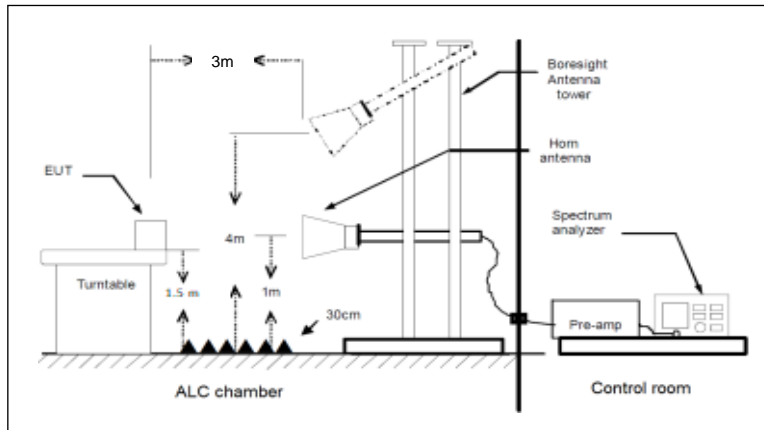 3m
Boresight
Antenna
tower
Horn
antenna
EUT
Spectrum
analyzer
4m
Turntable
1.5 m
1m
30cm
Pre-amp
ALC chamber
Control room